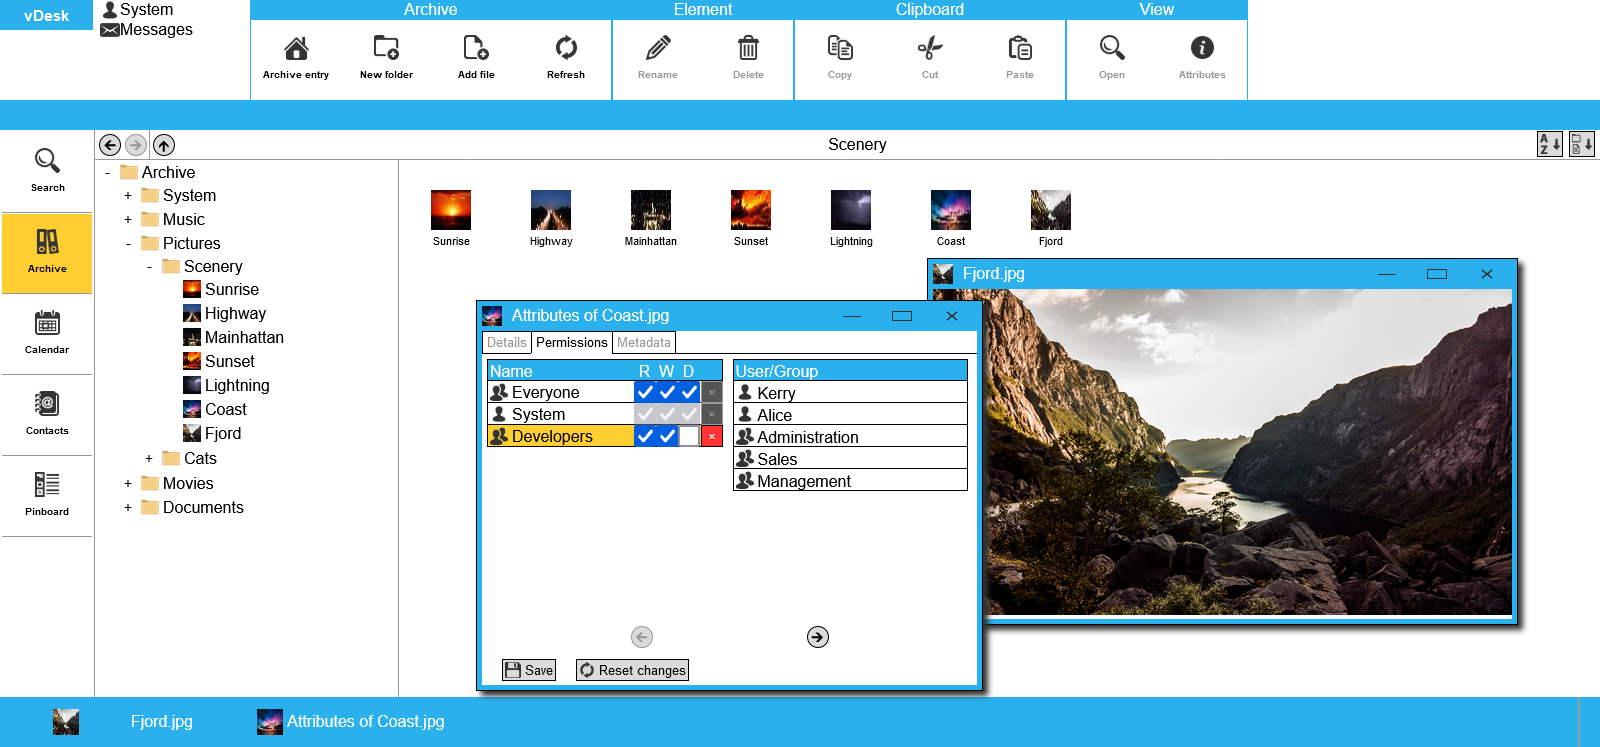 vDesk
System
Messages
Archive
Element
Clipboard
View
Archive entry
New folder
Add file
Refresh
Rename
Delete
Copy
Cut
Paste
Open
Attributes
Scenery
A
Z
Search
Archive
Calendar
Contacts
Pinboard
- Archive
+ System
+ Music
- Pictures
- Scenery
Sunrise
Highway
Mainhattan
Sunset
Lightning
Coast
Fjord
+ Cats
+ Movies
+ Documents
Sunrise
Highway
Mainhattan
Sunset
Lightning
Coast
Fjord
Fjord.jpg
Attributes of Coast.jpg
Details Permissions Metadata
Name R W D
Everyone
System
Developers
User/Group
Kerry
Alice
Administration
Sales
Management
Save
Reset changes
Fjord.jpg
Attributes of Coast.jpg